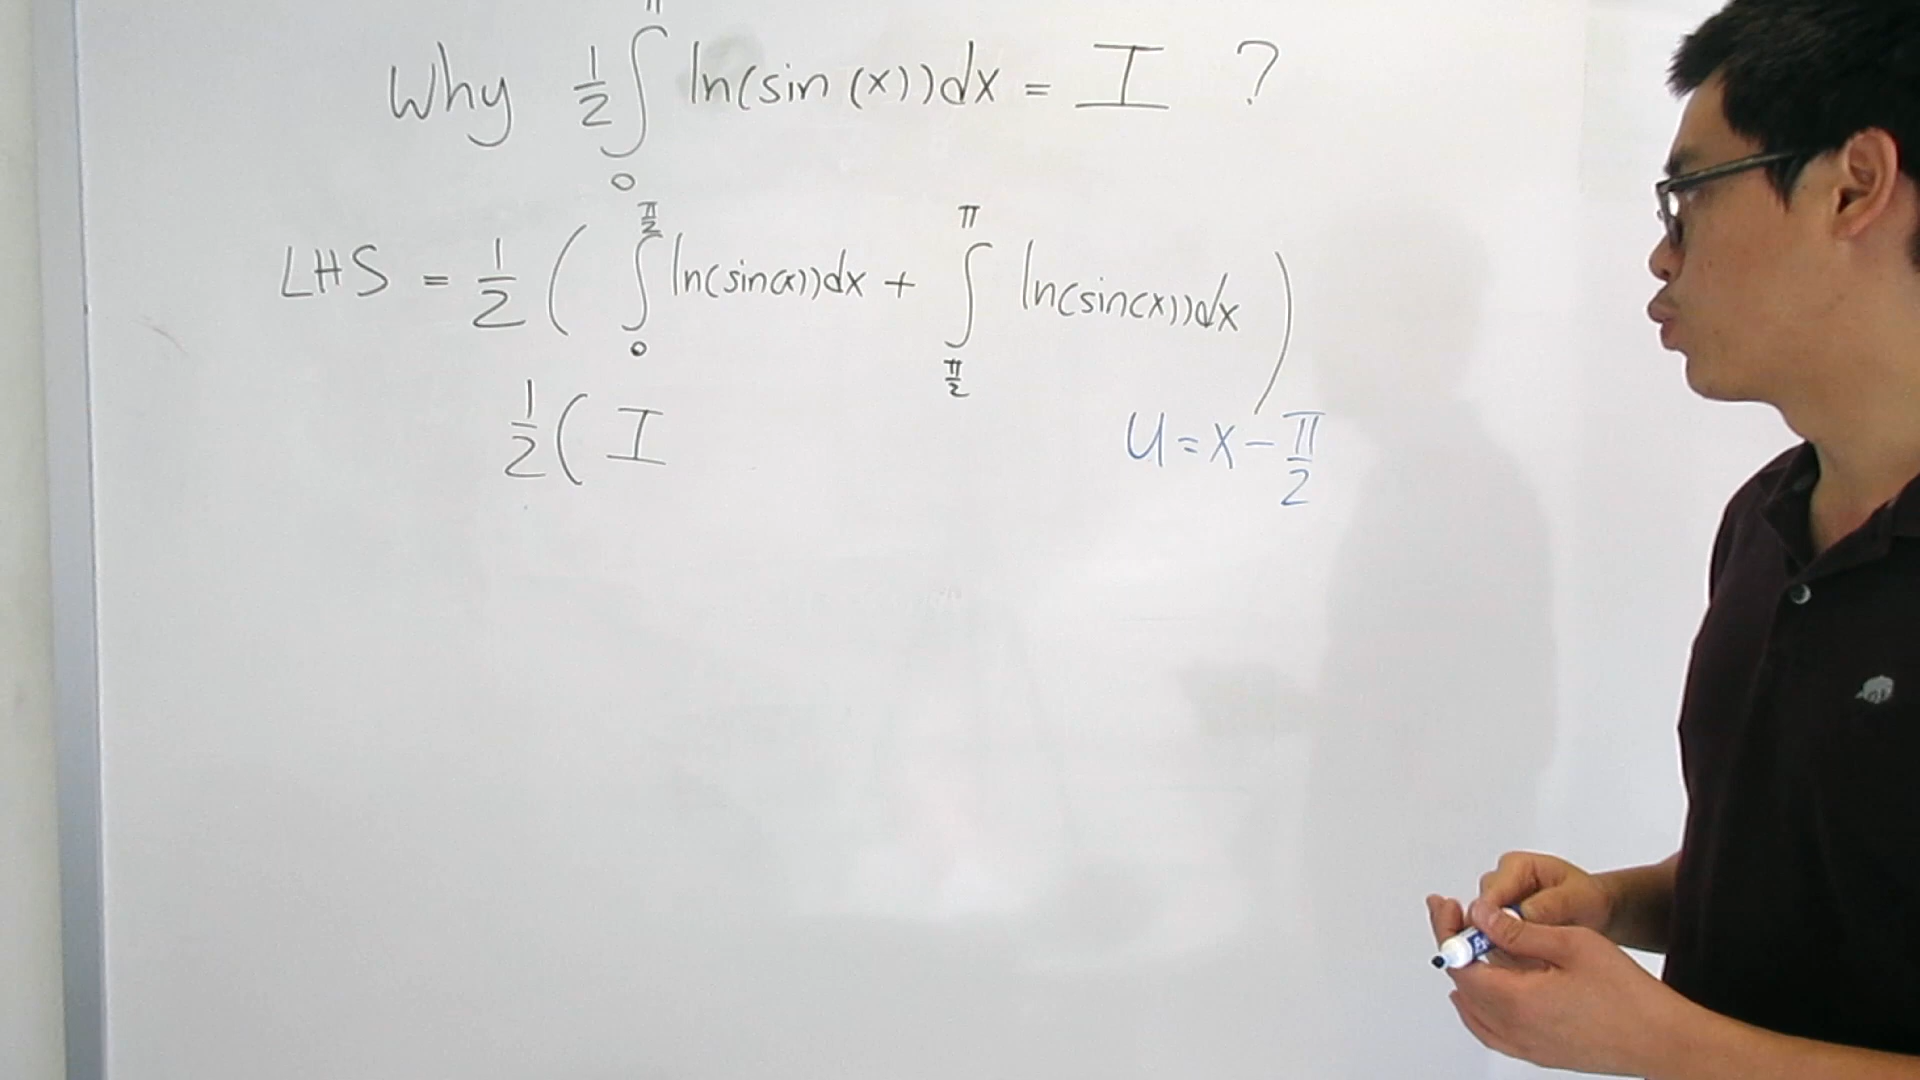 π
Why 1/2 ∫ ln(sin(x))dx = I ?
0
π/2 π
LHS = 1/2 ( ∫ ln(sin(x))dx + ∫ ln(sin(x))dx )
0 π/2
1/2 ( I
u = x - π/2